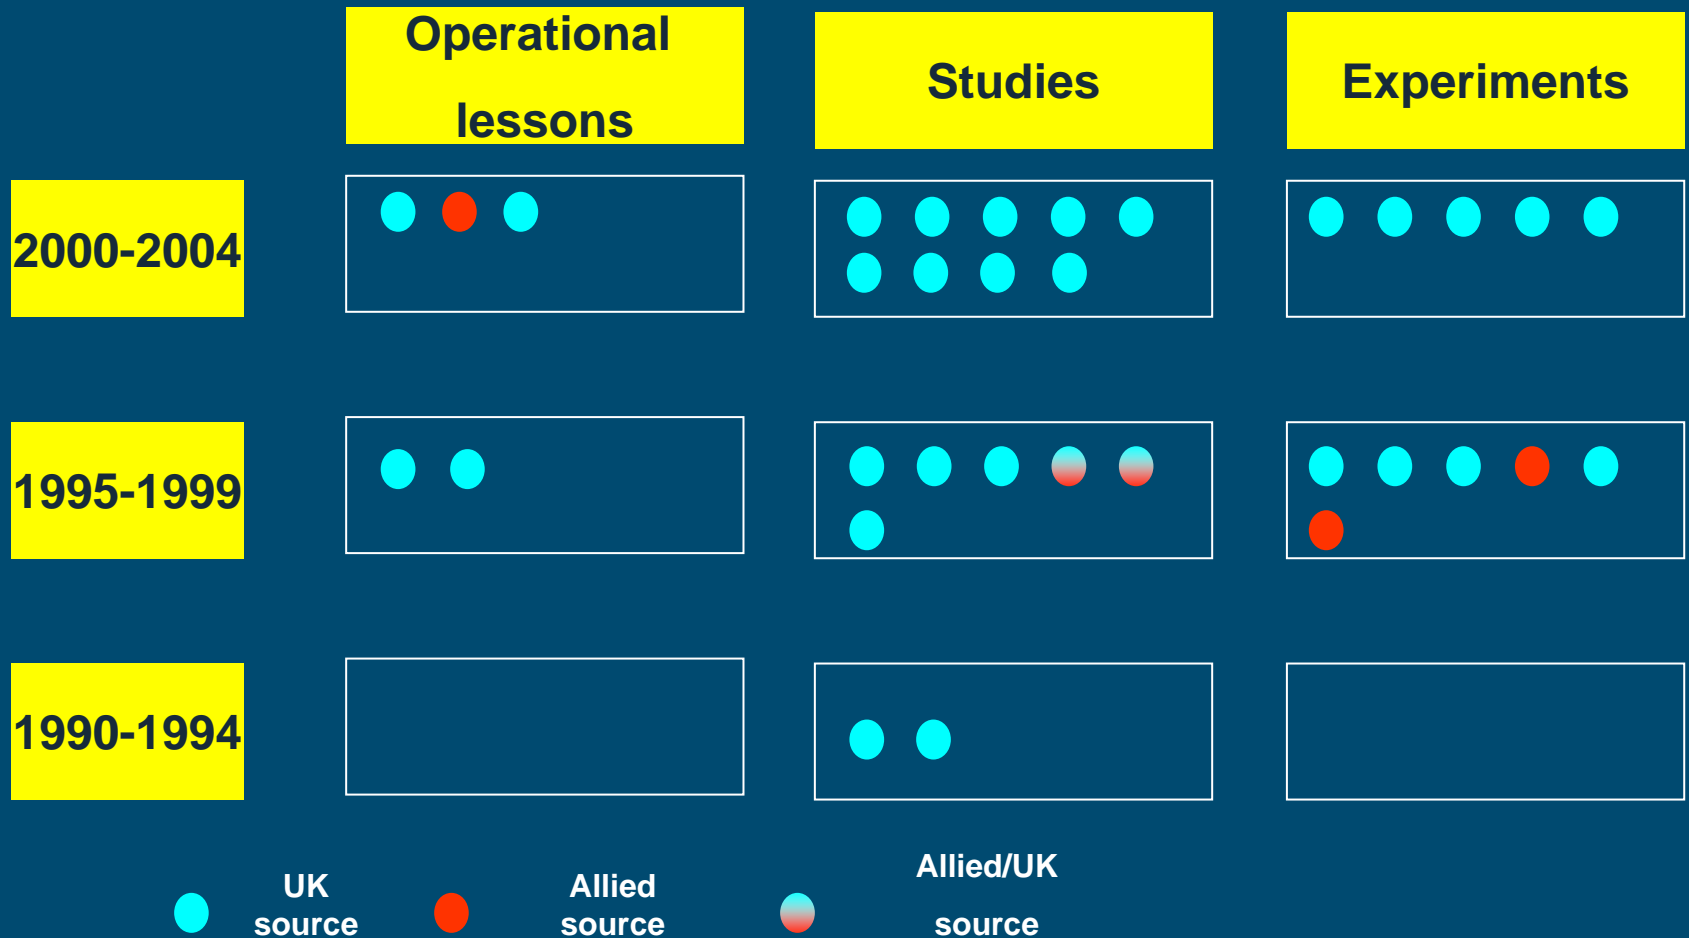 Operational
lessons
Studies
Experiments
2000-2004
1995-1999
1990-1994
UK
source
Allied
source
Allied/UK
source